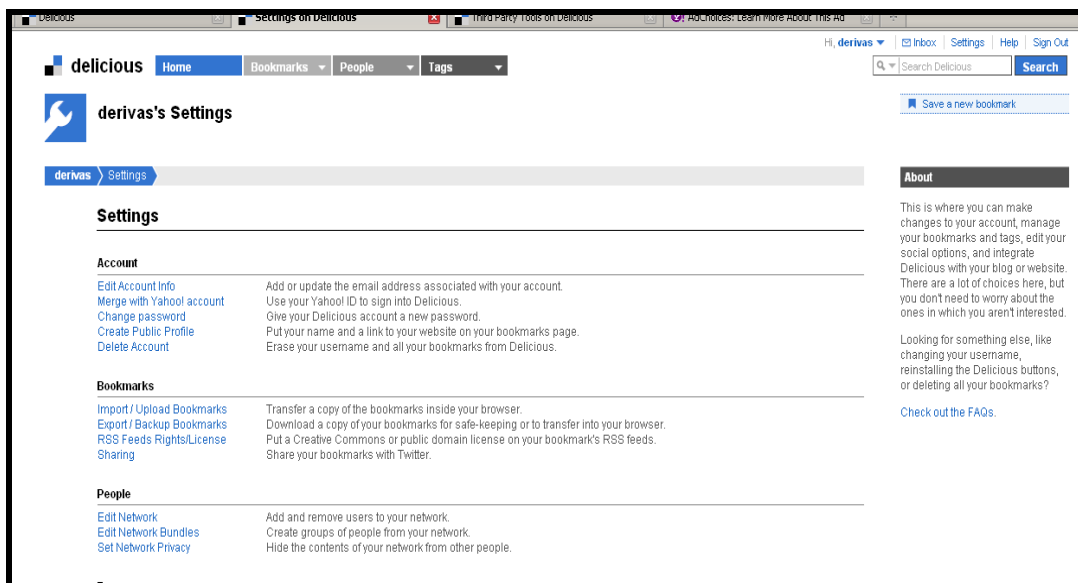 Delicious
Settings on Delicious
Third Party Tools on Delicious
AdChoices: Learn More About This Ad
Hi, derivas
Inbox
Settings
Help
Sign Out
delicious
Home
Bookmarks
People
Tags
Search Delicious
Search
derivas's Settings
Save a new bookmark
derivas
Settings
Settings
Account
Edit Account Info Add or update the email address associated with your account.
Merge with Yahoo! account Use your Yahoo! ID to sign into Delicious.
Change password Give your Delicious account a new password.
Create Public Profile Put your name and a link to your website on your bookmarks page.
Delete Account Erase your username and all your bookmarks from Delicious.
Bookmarks
Import / Upload Bookmarks Transfer a copy of the bookmarks inside your browser.
Export / Backup Bookmarks Download a copy of your bookmarks for safe-keeping or to transfer into your browser.
RSS Feeds Rights/License Put a Creative Commons or public domain license on your bookmark's RSS feeds.
Sharing Share your bookmarks with Twitter.
People
Edit Network Add and remove users to your network.
Edit Network Bundles Create groups of people from your network.
Set Network Privacy Hide the contents of your network from other people.
About
This is where you can make
changes to your account, manage
your bookmarks and tags, edit your
social options, and integrate
Delicious with your blog or website.
There are a lot of choices here, but
you don't need to worry about the
ones in which you aren't interested.
Looking for something else, like
changing your username,
reinstalling the Delicious buttons,
or deleting all your bookmarks?
Check out the FAQs.